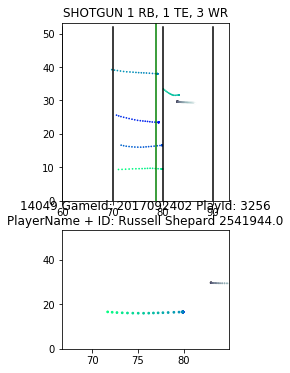 SHOTGUN 1 RB, 1 TE, 3 WR
50
40
30
20
10
0
60 70 80 90
14049 GameId: 2017092402 PlayId: 3256
PlayerName + ID: Russell Shepard 2541944.0
40
20
0
70 75 80